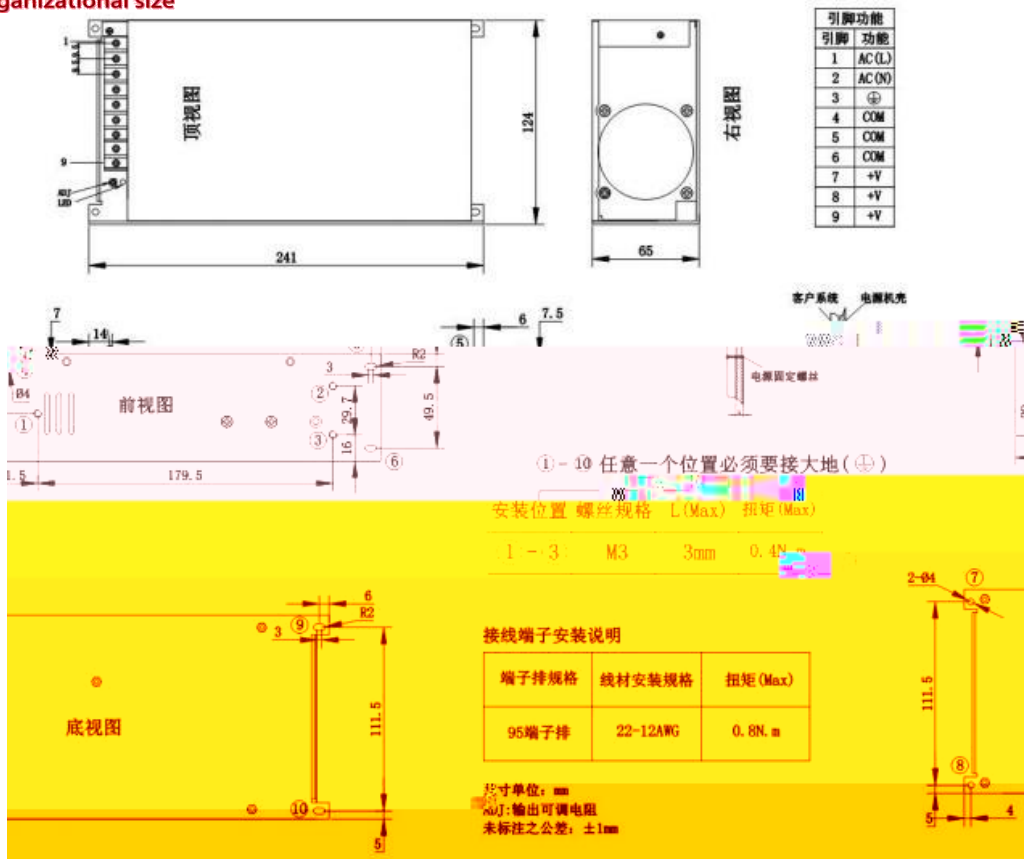 ganizational size
1
9
ADJ
LED
顶视图
124
241
右视图
65
引脚功能
引脚 功能
1 AC(L)
2 AC(N)
3
4 COM
5 COM
6 COM
7 +V
8 +V
9 +V
客户系统 电源机壳
电源固定螺丝
7
14
6
7.5
⑤
R2
3
Ø4
①
前视图
②
29.7
49.5
③
16
⑥
1.5
179.5
①-⑩ 任意一个位置必须要接大地(⏚)
安装位置 螺丝规格 L(Max) 扭矩(Max)
1 - 3 M3 3mm 0.4N.m
6
⑨
R2
3
底视图
111.5
⑩
5
接线端子安装说明
端子排规格 线材安装规格 扭矩(Max)
95端子排 22-12AWG 0.8N.m
尺寸单位: mm
ADJ:输出可调电阻
未标注之公差: ±1mm
2-Ø4
⑦
111.5
⑧
5
4